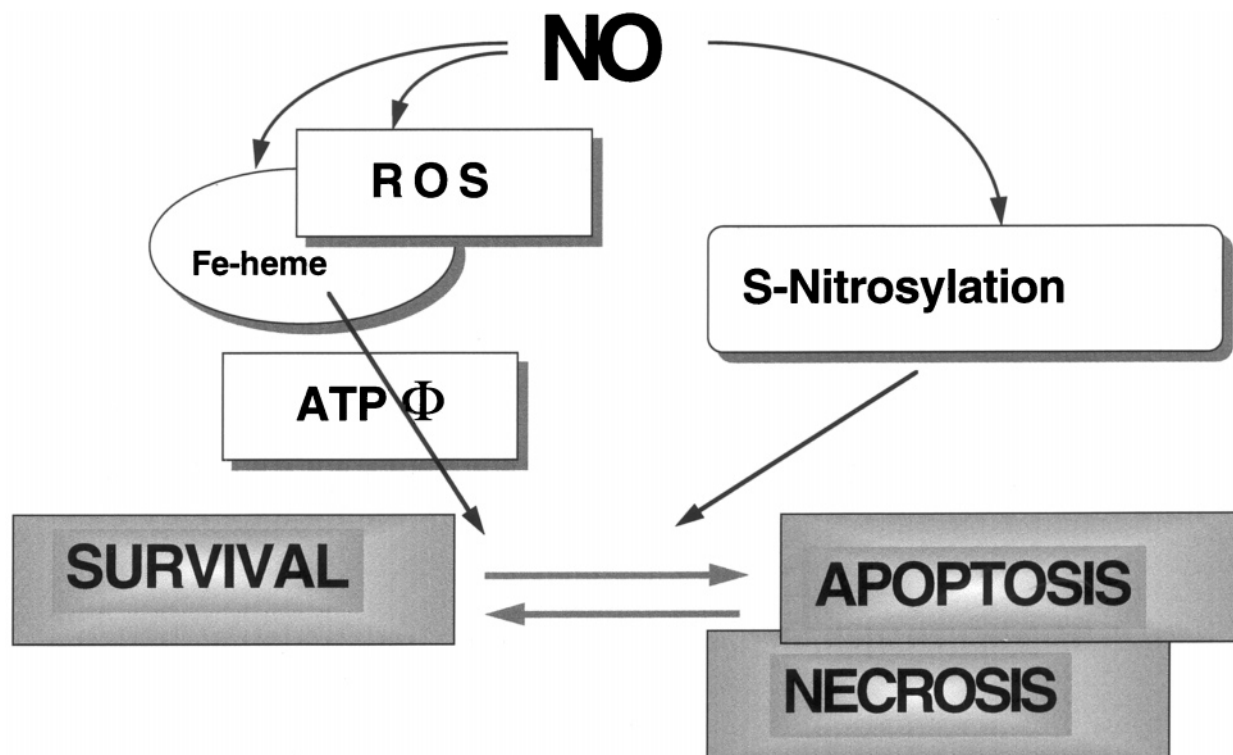 NO
ROS
Fe-heme
S-Nitrosylation
ATP Φ
SURVIVAL
APOPTOSIS
NECROSIS